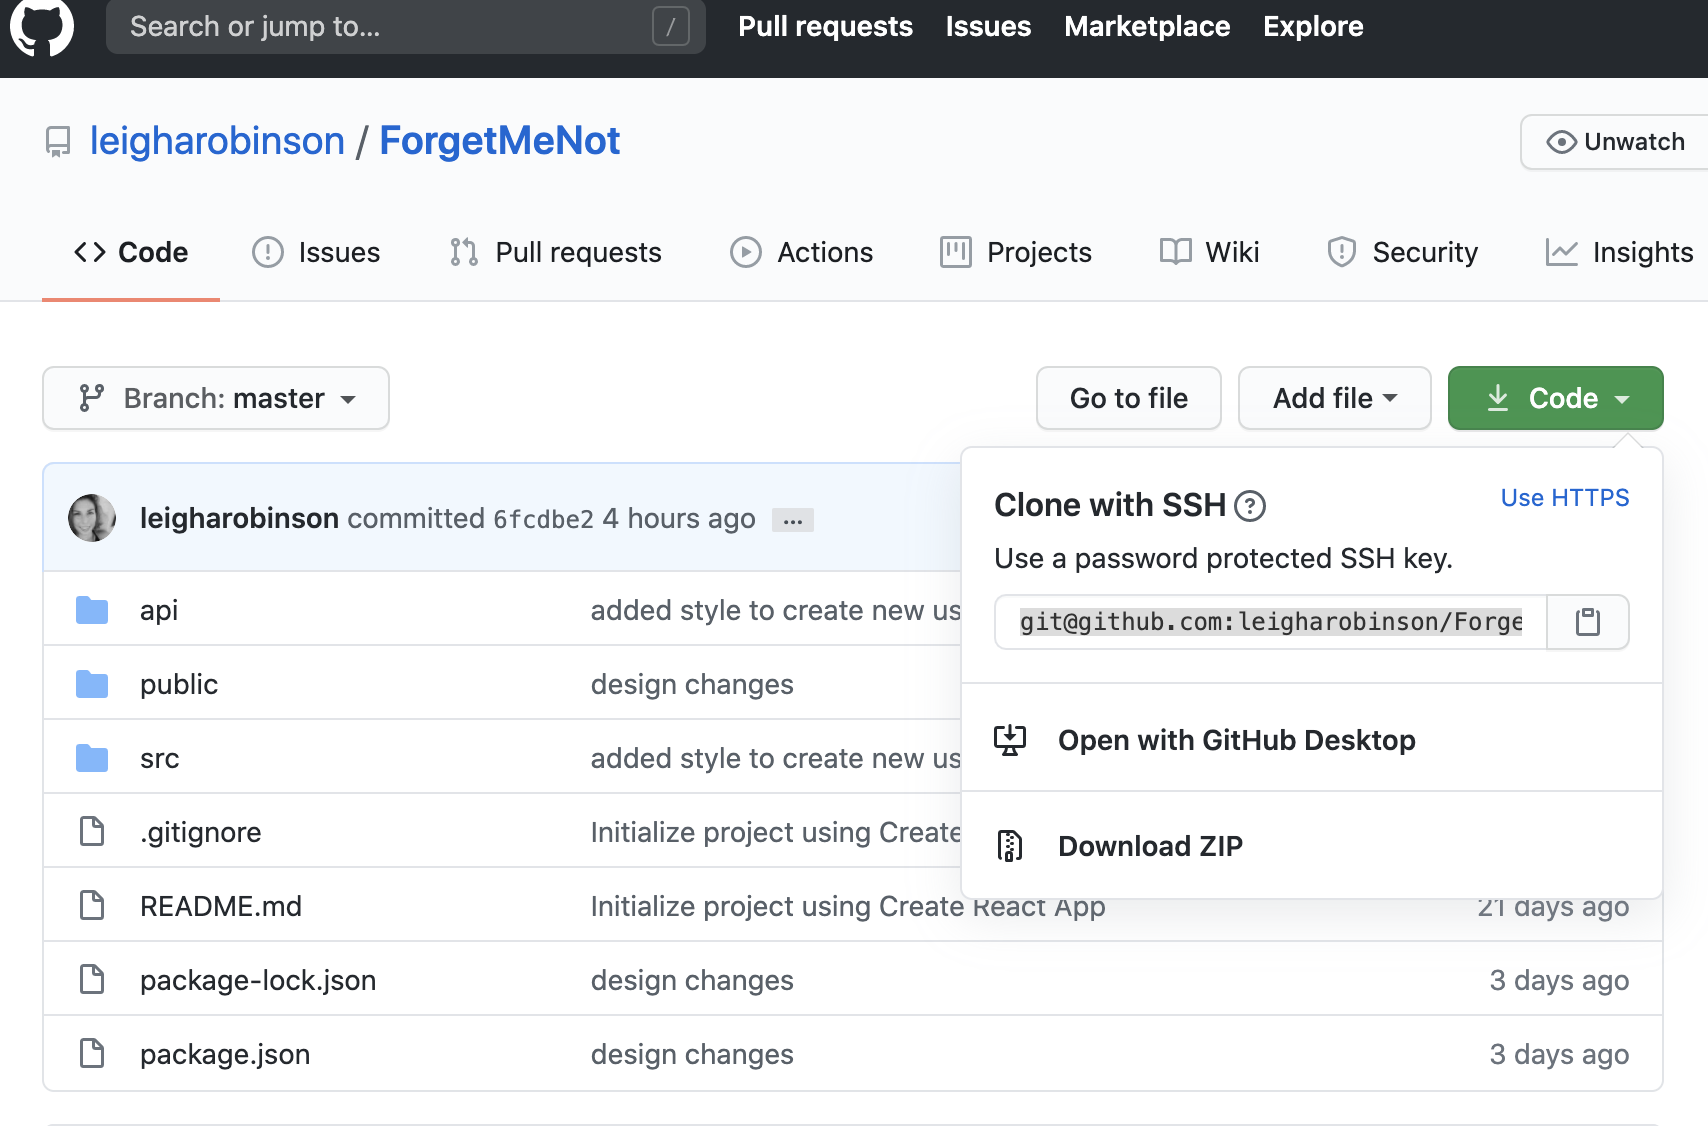 Search or jump to... /
Pull requests Issues Marketplace Explore
leigharobinson / ForgetMeNot
Unwatch
Code Issues Pull requests Actions Projects Wiki Security Insights
Branch: master
Go to file Add file Code
leigharobinson committed 6fcdbe2 4 hours ago ...
Clone with SSH ? Use HTTPS
Use a password protected SSH key.
git@github.com:leigharobinson/Forge
Open with GitHub Desktop
Download ZIP
api added style to create new us
public design changes
src added style to create new us
.gitignore Initialize project using Create
README.md Initialize project using Create React App 21 days ago
package-lock.json design changes 3 days ago
package.json design changes 3 days ago